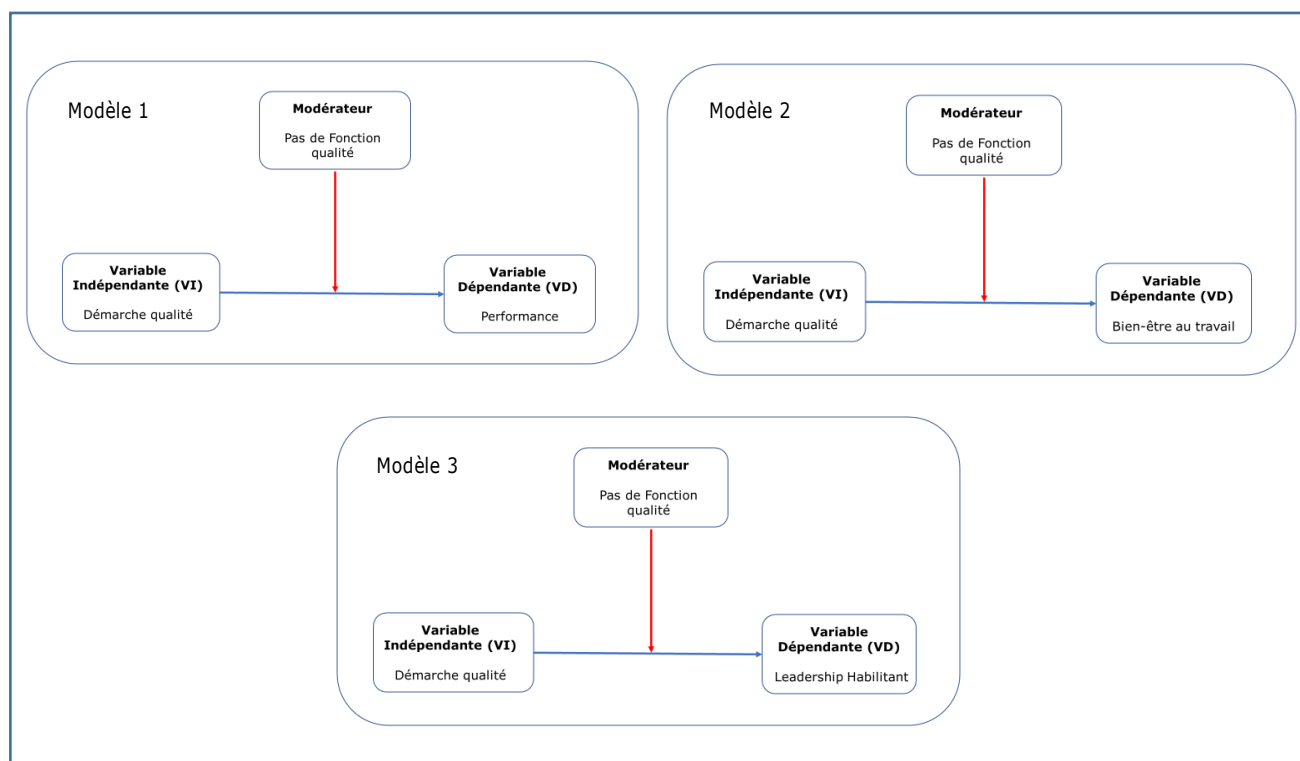 Modèle 1
Modérateur
Pas de Fonction
qualité
Variable
Indépendante (VI)
Démarche qualité
Variable
Dépendante (VD)
Performance
Modèle 2
Modérateur
Pas de Fonction
qualité
Variable
Indépendante (VI)
Démarche qualité
Variable
Dépendante (VD)
Bien-être au travail
Modèle 3
Modérateur
Pas de Fonction
qualité
Variable
Indépendante (VI)
Démarche qualité
Variable
Dépendante (VD)
Leadership Habilitant